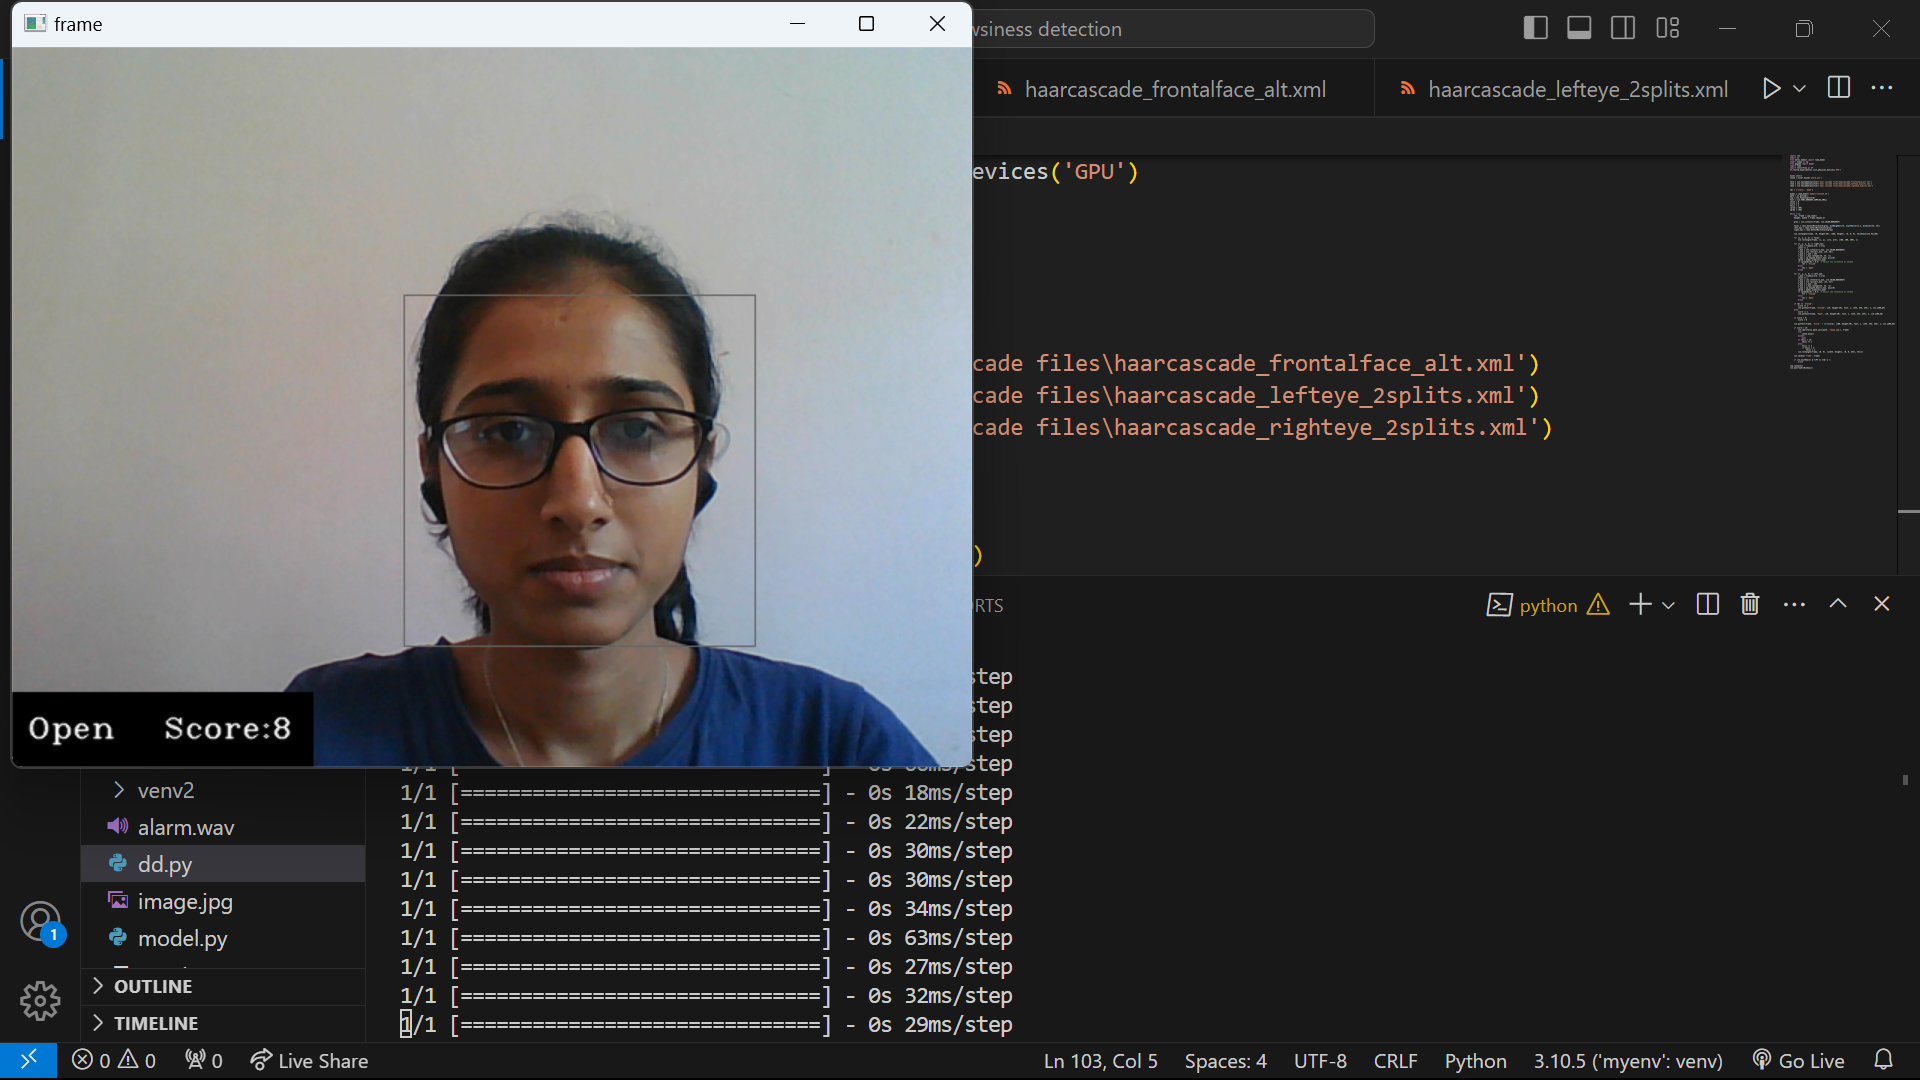 frame
wsiness detection
haarcascade_frontalface_alt.xml
haarcascade_lefteye_2splits.xml
evices('GPU')
cade files\haarcascade_frontalface_alt.xml')
cade files\haarcascade_lefteye_2splits.xml')
cade files\haarcascade_righteye_2splits.xml')
)
RTS
python
step
step
step
Open Score:8
step
venv2
1/1 [==============================] - 0s 18ms/step
alarm.wav
1/1 [==============================] - 0s 22ms/step
dd.py
1/1 [==============================] - 0s 30ms/step
1/1 [==============================] - 0s 30ms/step
image.jpg
1/1 [==============================] - 0s 34ms/step
model.py
1/1 [==============================] - 0s 63ms/step
1/1 [==============================] - 0s 27ms/step
OUTLINE
1/1 [==============================] - 0s 32ms/step
TIMELINE
1/1 [==============================] - 0s 29ms/step
1
0 0 0 Live Share
Ln 103, Col 5 Spaces: 4 UTF-8 CRLF Python 3.10.5 ('myenv': venv) Go Live